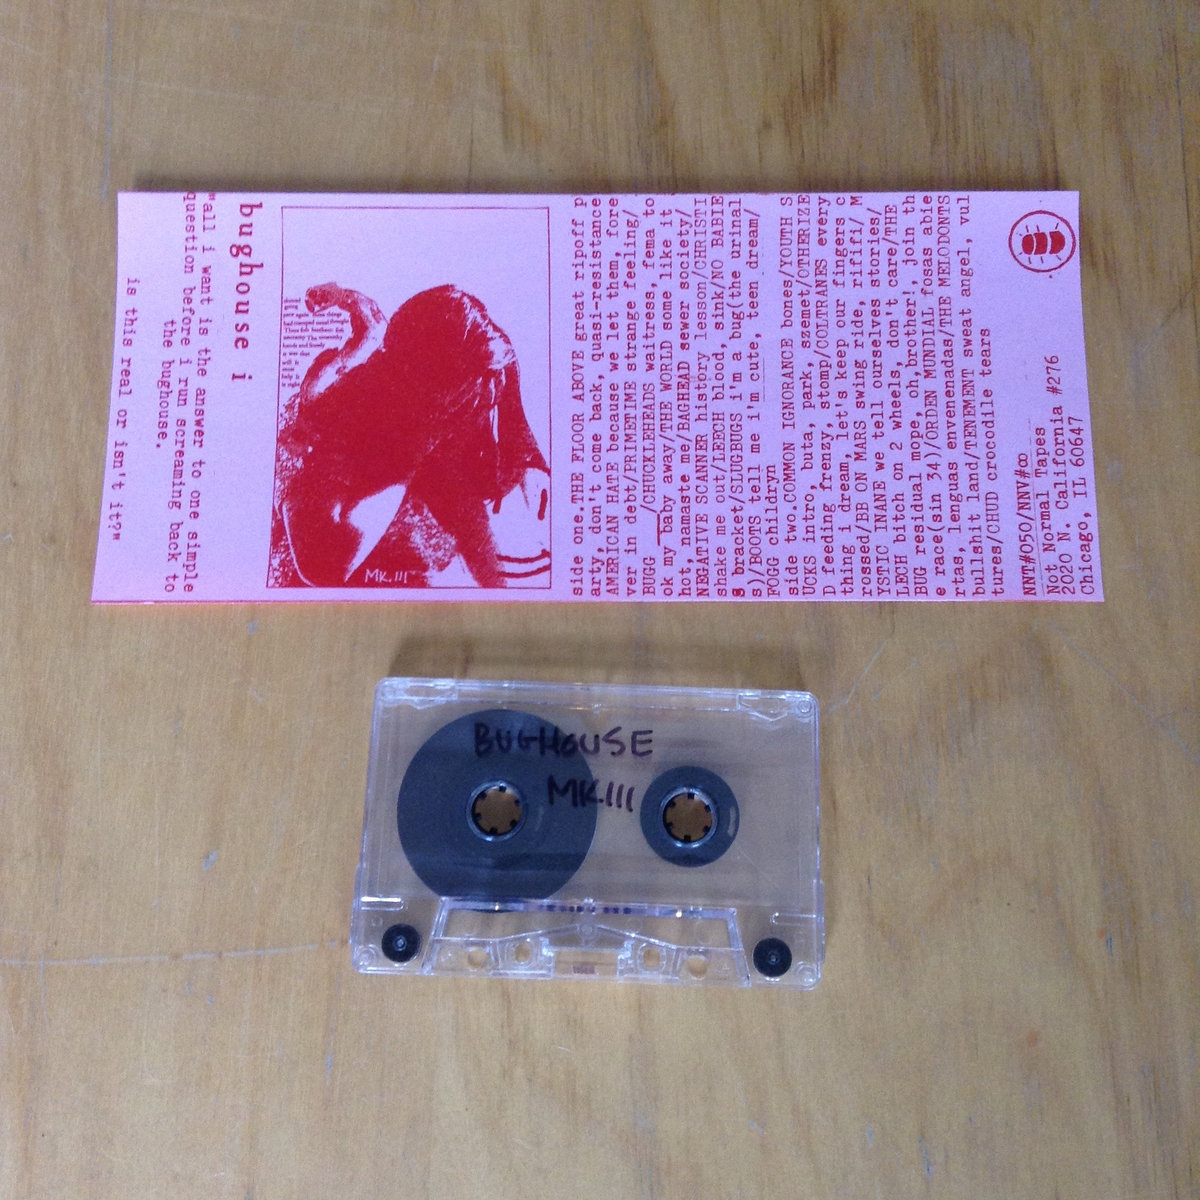 "all i want is the answer to one simple
question before i run screaming back to
the bughouse.
is this real or isn't it?"
bughouse i
MK.III
side one.THE FLOOR ABOVE great ripoff p
arty, don't come back, quasi-resistance
AMERICAN HATE because we let them, fore
ver in debt/PRIMETIME strange feeling/
BUGG ___/CHUCKLEHEADS waitress, fema to
ok my baby away/THE WORLD some like it
hot, namaste me/BAGHEAD sewer society/
NEGATIVE SCANNER history lesson/CHRISTI
shake me out/LEECH blood, sink/NO BABIE
S bracket/SLUGBUGS i'm a bug(the urinal
s)/BOOTS tell me i'm cute, teen dream/
FOGG childryn
side two.COMMON IGNORANCE bones/YOUTH S
UCKS intro, buta, park, szemet/OTHERIZE
D feeding frenzy, stomp/COLTRANES every
thing i dream, let's keep our fingers c
rossed/BB ON MARS swing ride, rififi/ M
YSTIC INANE we tell ourselves stories/
LECH bitch on 2 wheels, don't care/THE
BUG residual mope, oh,brother!, join th
e race(sin 34)/ORDEN MUNDIAL fosas abie
rtas, lenguas envenenadas/THE MELODONTS
bullshit land/TENEMENT sweat angel, vul
tures/CHUD crocodile tears
NNT#050/NNV#∞
Not Normal Tapes
2020 N. California #276
Chicago, IL 60647
BUGHOUSE
MK.III